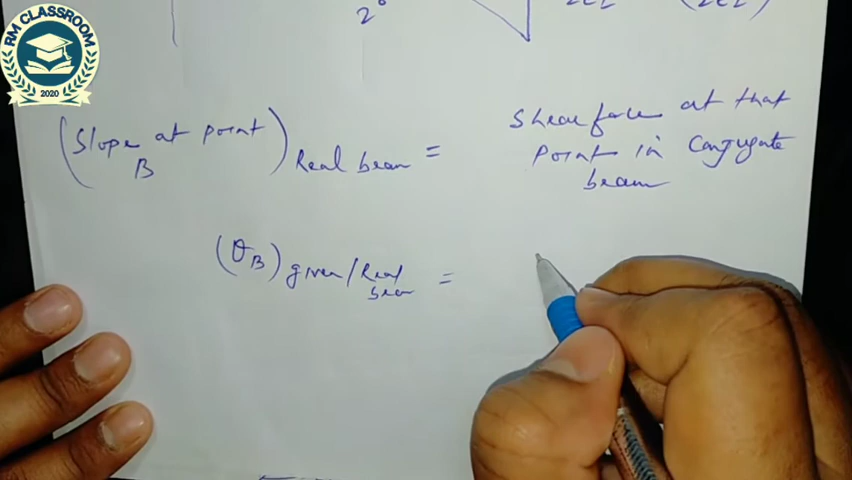 RM CLASSROOM
2020
2°
(Slope at point B) Real beam = Shear force at that
point in Conjugate
beam
(θB) given/Real beam =